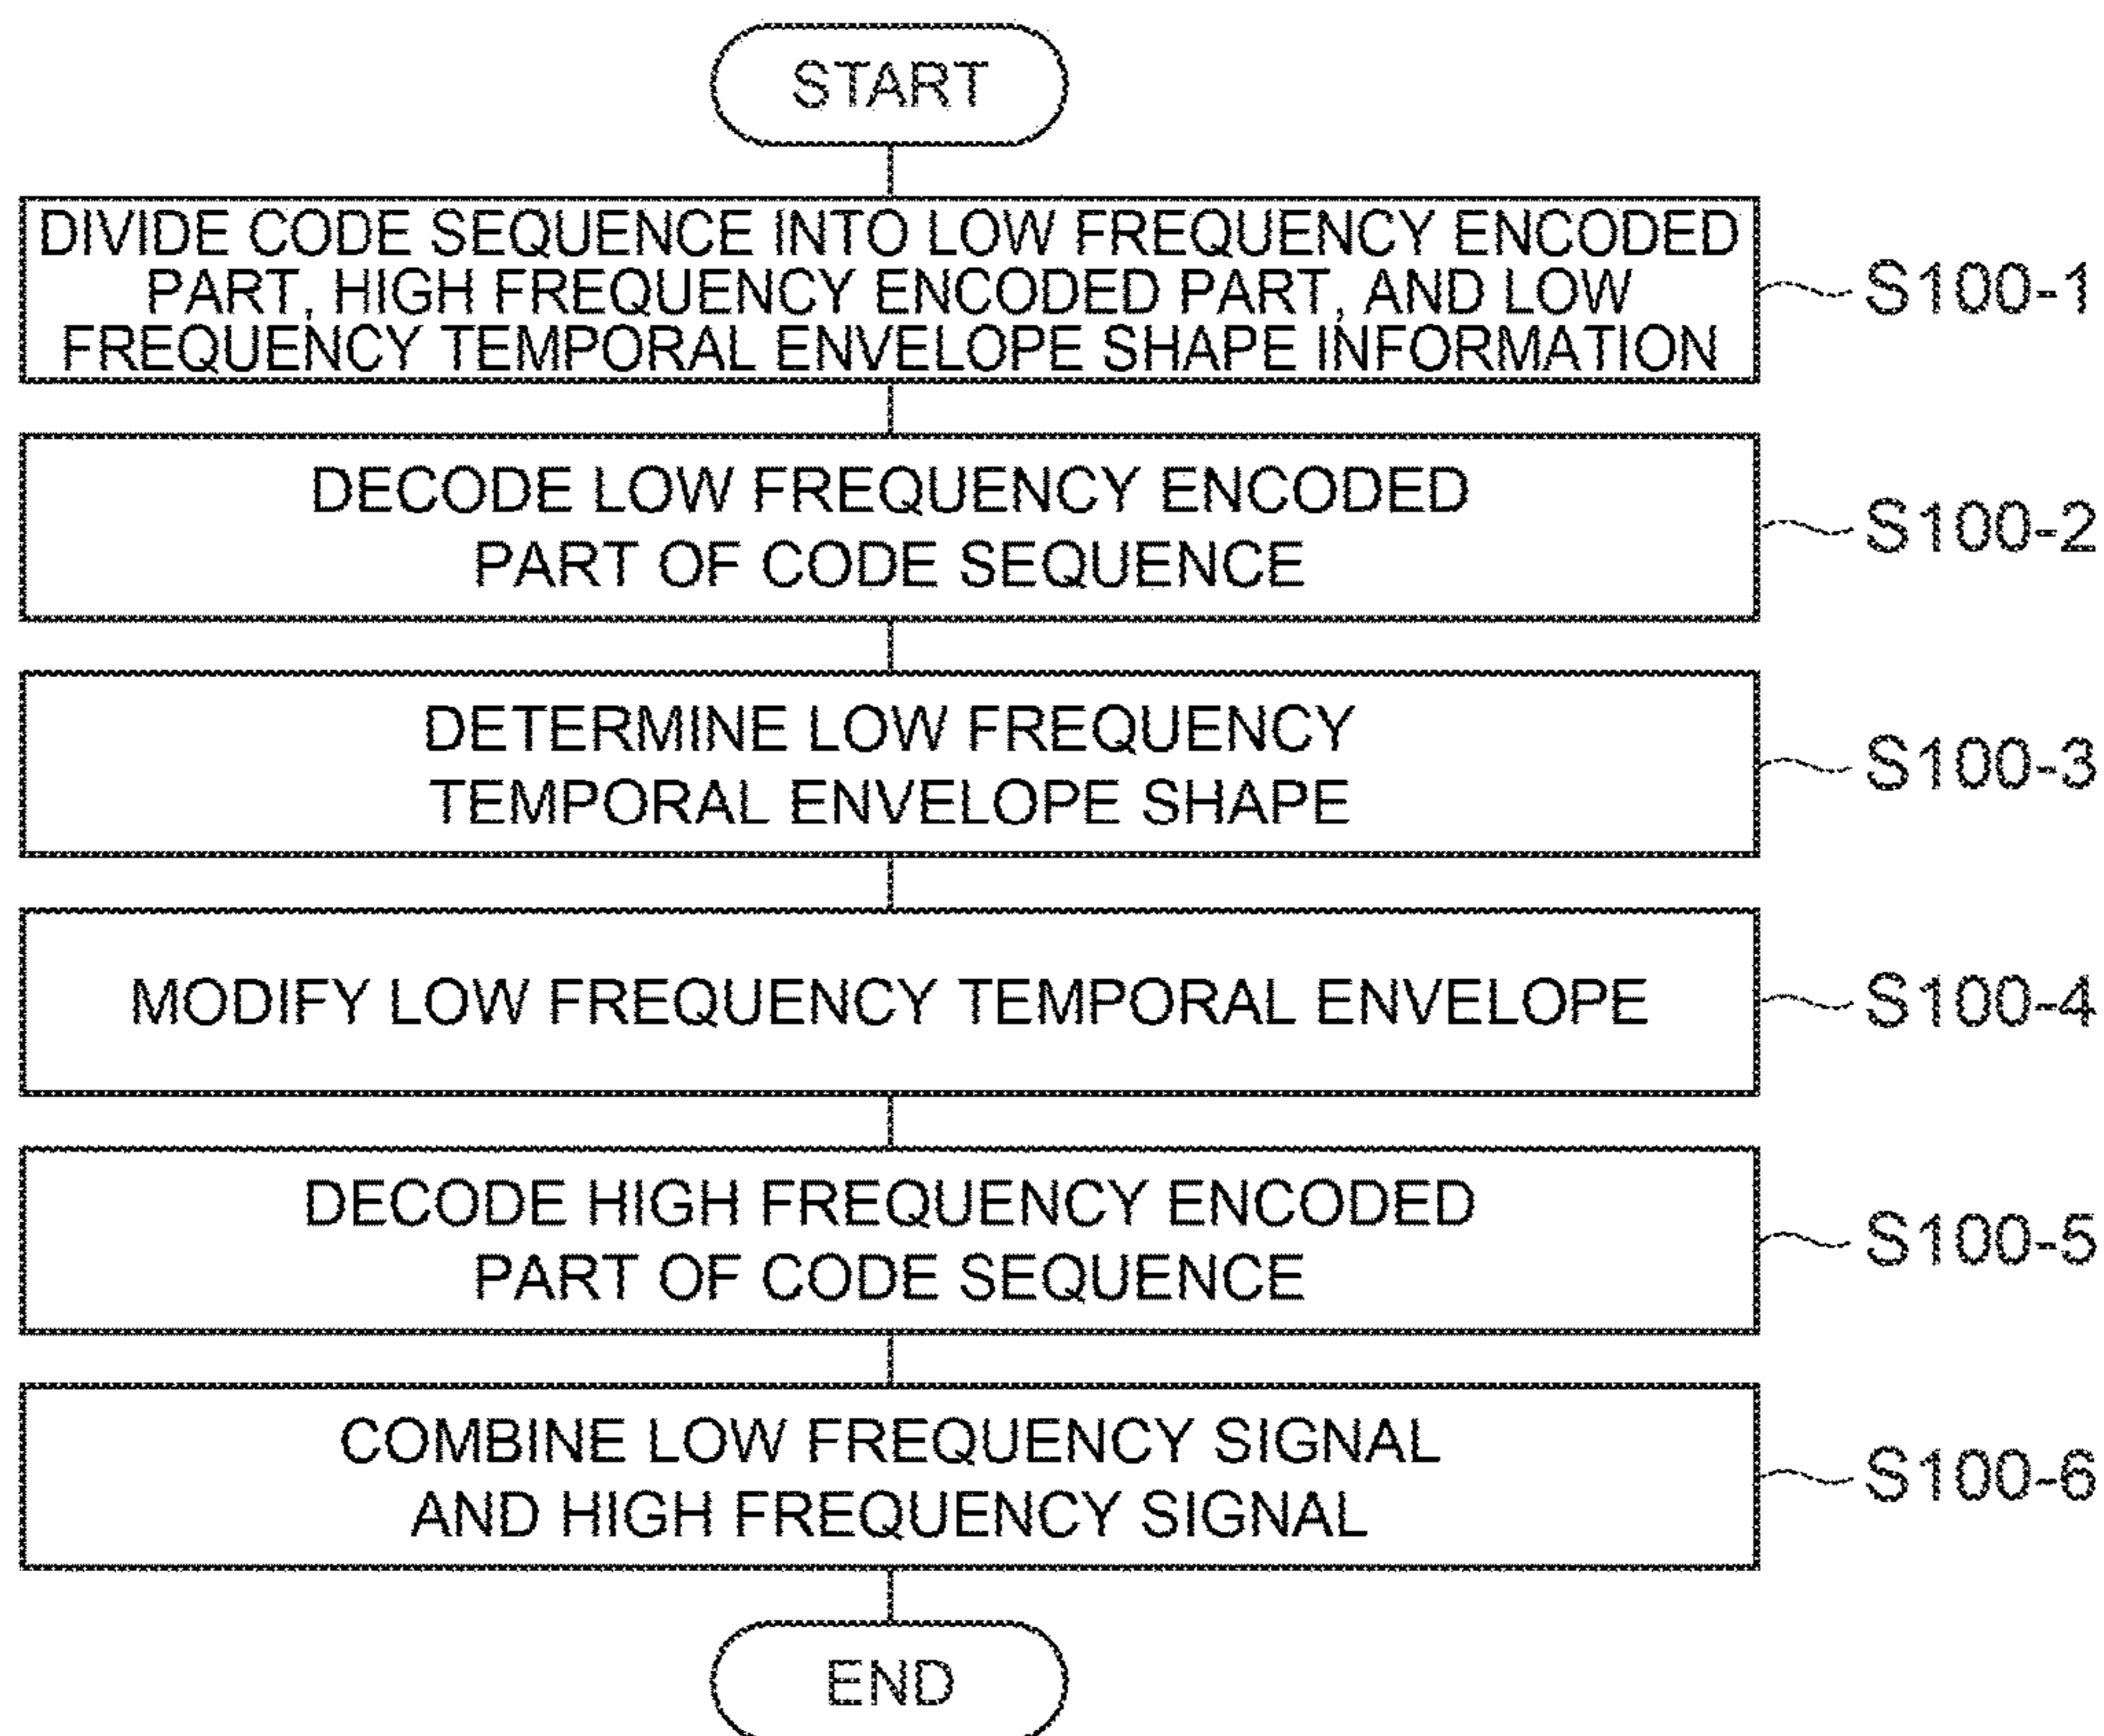 START
DIVIDE CODE SEQUENCE INTO LOW FREQUENCY ENCODED
PART, HIGH FREQUENCY ENCODED PART, AND LOW
FREQUENCY TEMPORAL ENVELOPE SHAPE INFORMATION
S100-1
DECODE LOW FREQUENCY ENCODED
PART OF CODE SEQUENCE
S100-2
DETERMINE LOW FREQUENCY
TEMPORAL ENVELOPE SHAPE
S100-3
MODIFY LOW FREQUENCY TEMPORAL ENVELOPE
S100-4
DECODE HIGH FREQUENCY ENCODED
PART OF CODE SEQUENCE
S100-5
COMBINE LOW FREQUENCY SIGNAL
AND HIGH FREQUENCY SIGNAL
S100-6
END